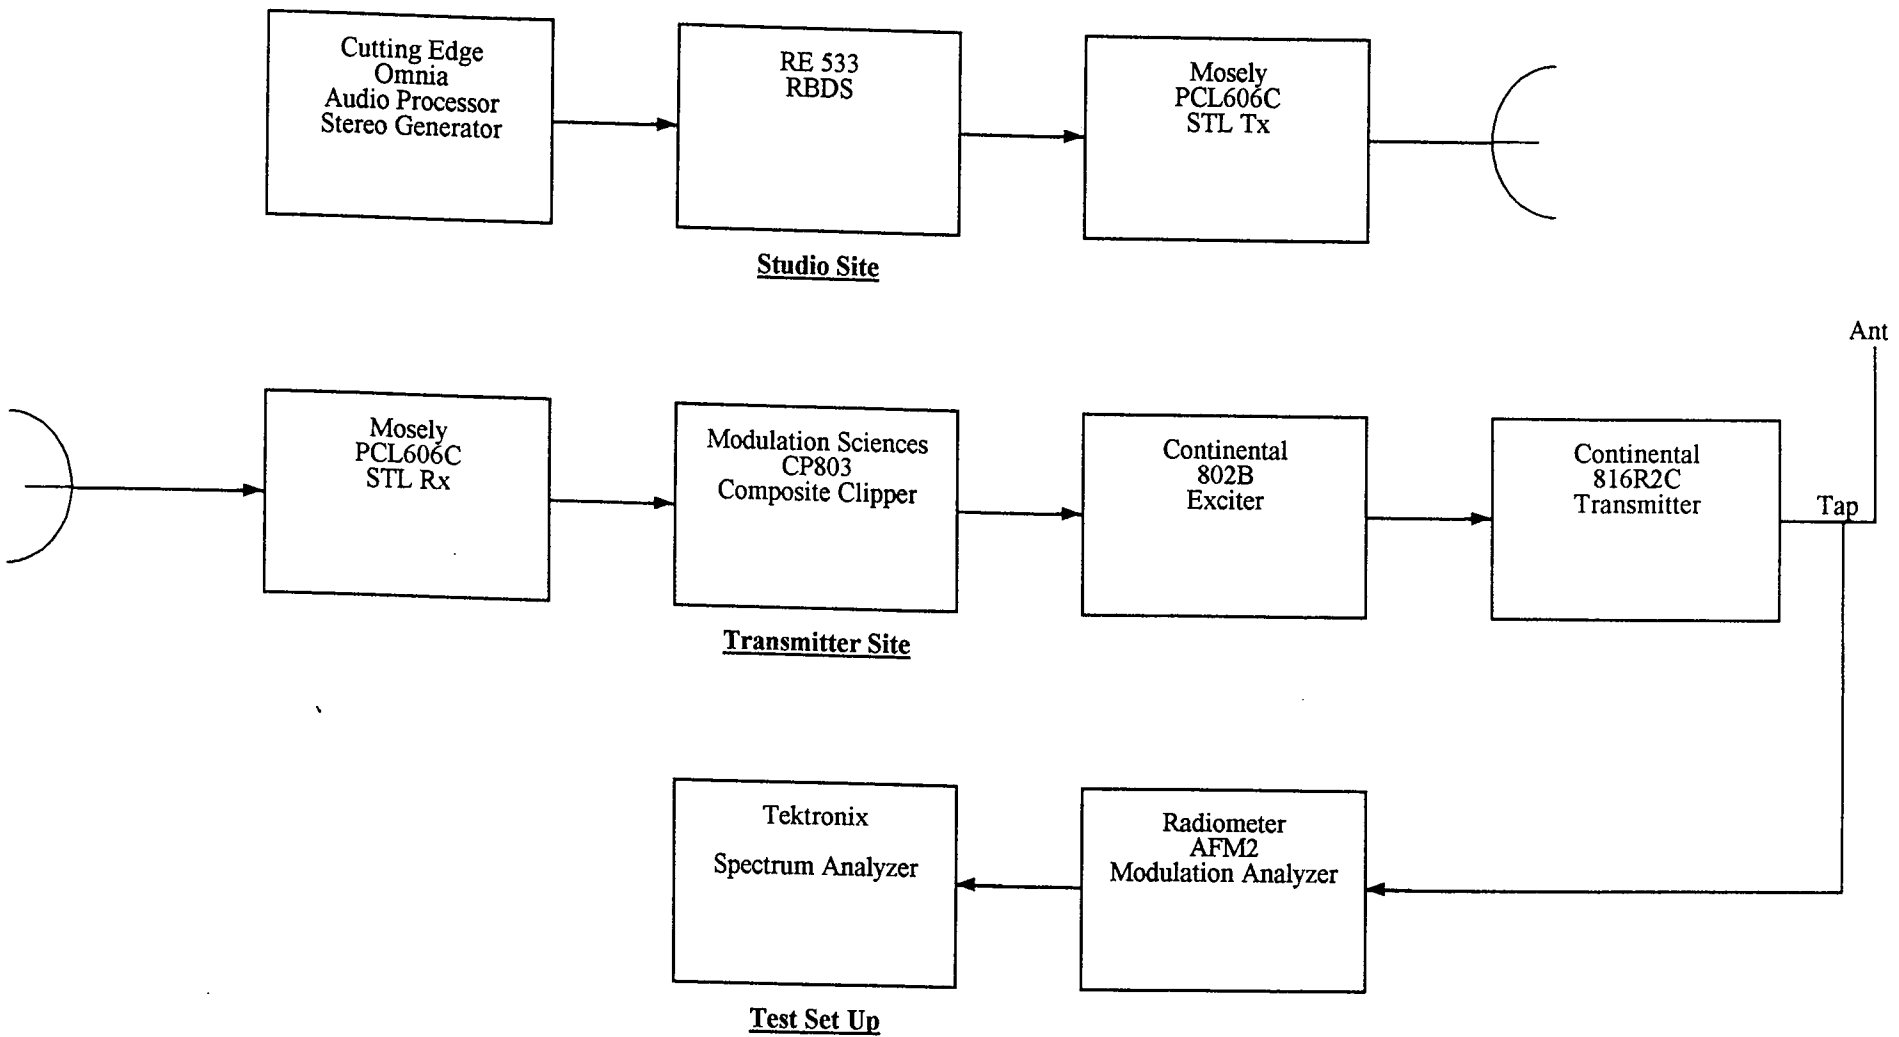 Cutting Edge
Omnia
Audio Processor
Stereo Generator
RE 533
RBDS
Mosely
PCL606C
STL Tx
Studio Site
Ant
Mosely
PCL606C
STL Rx
Modulation Sciences
CP803
Composite Clipper
Continental
802B
Exciter
Continental
816R2C
Transmitter
Tap
Transmitter Site
Tektronix
Spectrum Analyzer
Radiometer
AFM2
Modulation Analyzer
Test Set Up